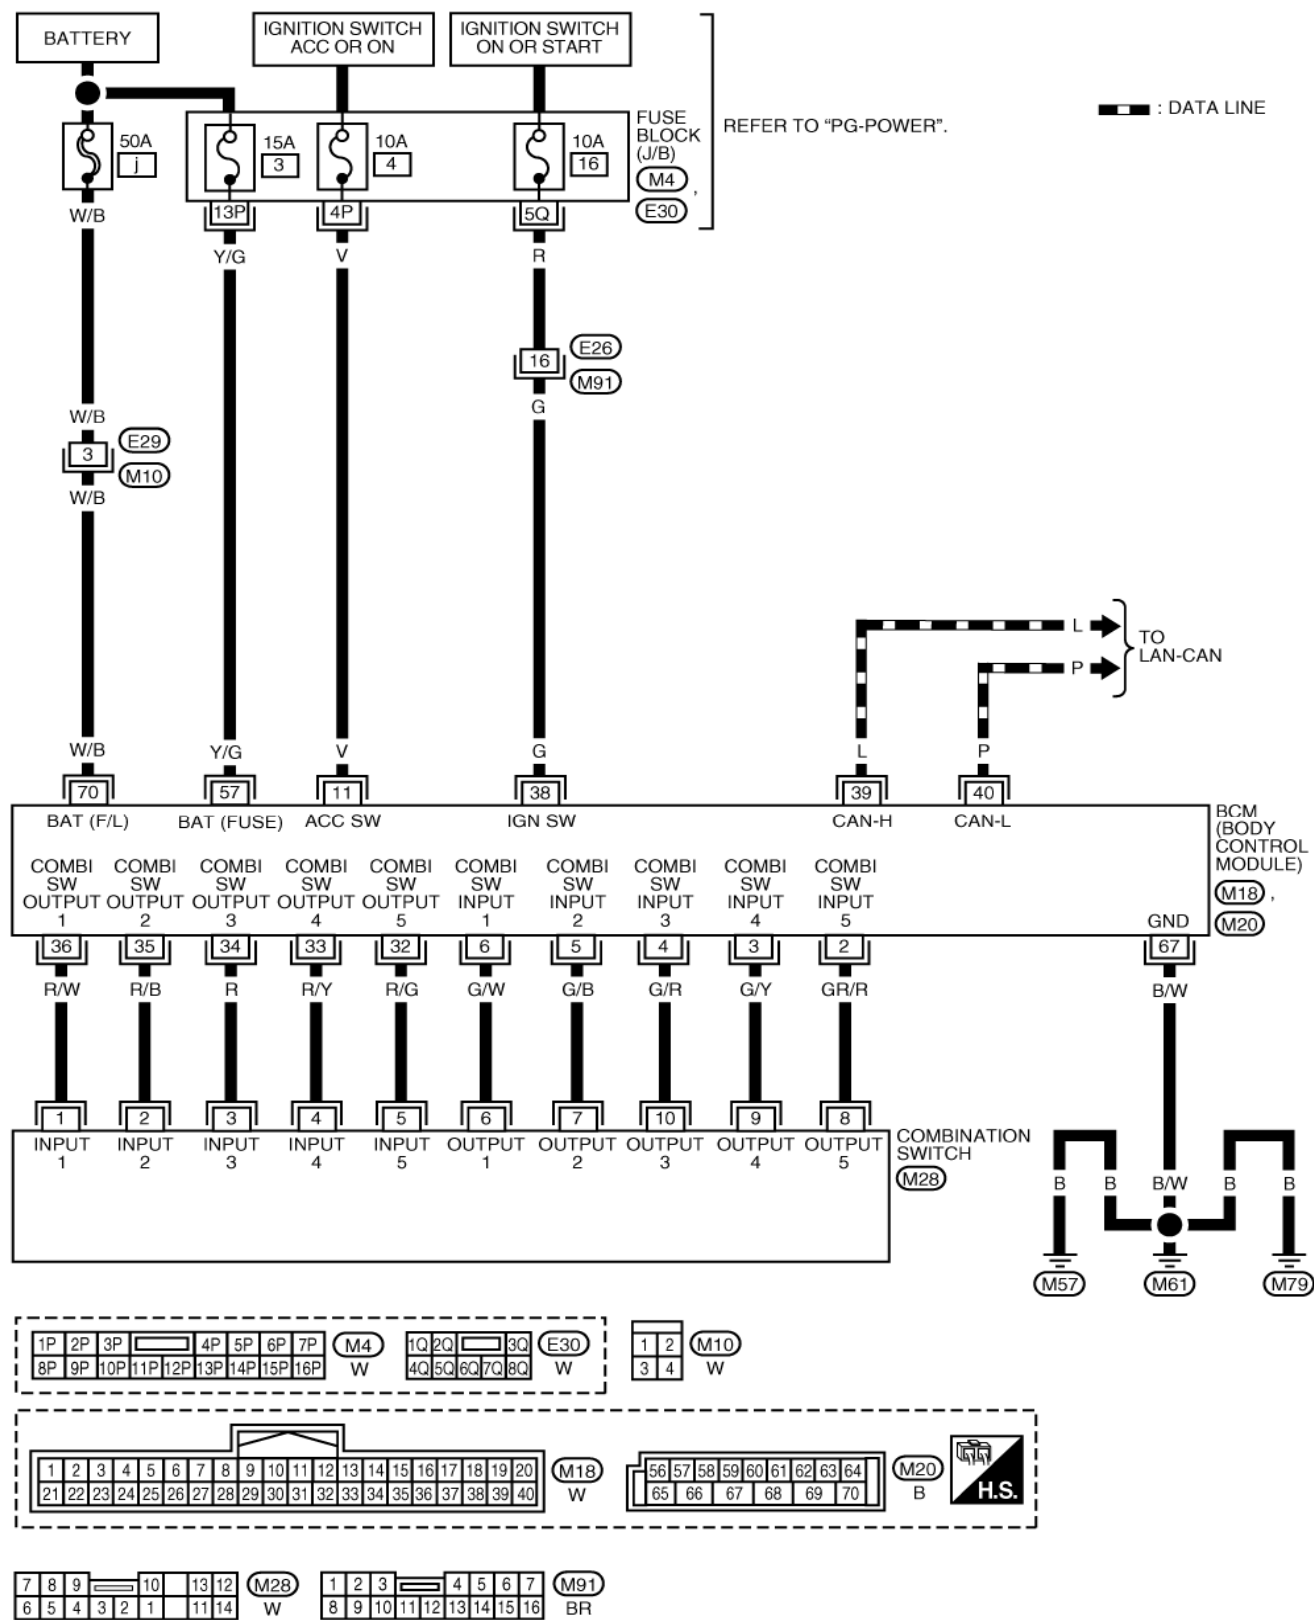 BATTERY
IGNITION SWITCH
ACC OR ON
IGNITION SWITCH
ON OR START
50A
j
15A
3
10A
4
10A
16
FUSE
BLOCK
(J/B)
M4 ,
E30
REFER TO “PG-POWER”.
: DATA LINE
13P
4P
5Q
W/B
Y/G
V
R
16
E26
M91
G
W/B
3
E29
M10
W/B
L
P
TO
LAN-CAN
W/B
Y/G
V
G
L
P
70
57
11
38
39
40
BAT (F/L)
BAT (FUSE)
ACC SW
IGN SW
CAN-H
CAN-L
BCM
(BODY
CONTROL
MODULE)
M18 ,
M20
COMBI
SW
OUTPUT
1
COMBI
SW
OUTPUT
2
COMBI
SW
OUTPUT
3
COMBI
SW
OUTPUT
4
COMBI
SW
OUTPUT
5
COMBI
SW
INPUT
1
COMBI
SW
INPUT
2
COMBI
SW
INPUT
3
COMBI
SW
INPUT
4
COMBI
SW
INPUT
5
GND
36
35
34
33
32
6
5
4
3
2
67
R/W
R/B
R
R/Y
R/G
G/W
G/B
G/R
G/Y
GR/R
B/W
1
2
3
4
5
6
7
10
9
8
INPUT
1
INPUT
2
INPUT
3
INPUT
4
INPUT
5
OUTPUT
1
OUTPUT
2
OUTPUT
3
OUTPUT
4
OUTPUT
5
COMBINATION
SWITCH
M28
B
B
B/W
B
B
M57
M61
M79
1P 2P 3P 4P 5P 6P 7P
8P 9P 10P 11P 12P 13P 14P 15P 16P
M4
W
1Q 2Q 3Q
4Q 5Q 6Q 7Q 8Q
E30
W
1 2
3 4
M10
W
1 2 3 4 5 6 7 8 9 10 11 12 13 14 15 16 17 18 19 20
21 22 23 24 25 26 27 28 29 30 31 32 33 34 35 36 37 38 39 40
M18
W
56 57 58 59 60 61 62 63 64
65 66 67 68 69 70
M20
B
H.S.
7 8 9 10 13 12
6 5 4 3 2 1 11 14
M28
W
1 2 3 4 5 6 7
8 9 10 11 12 13 14 15 16
M91
BR